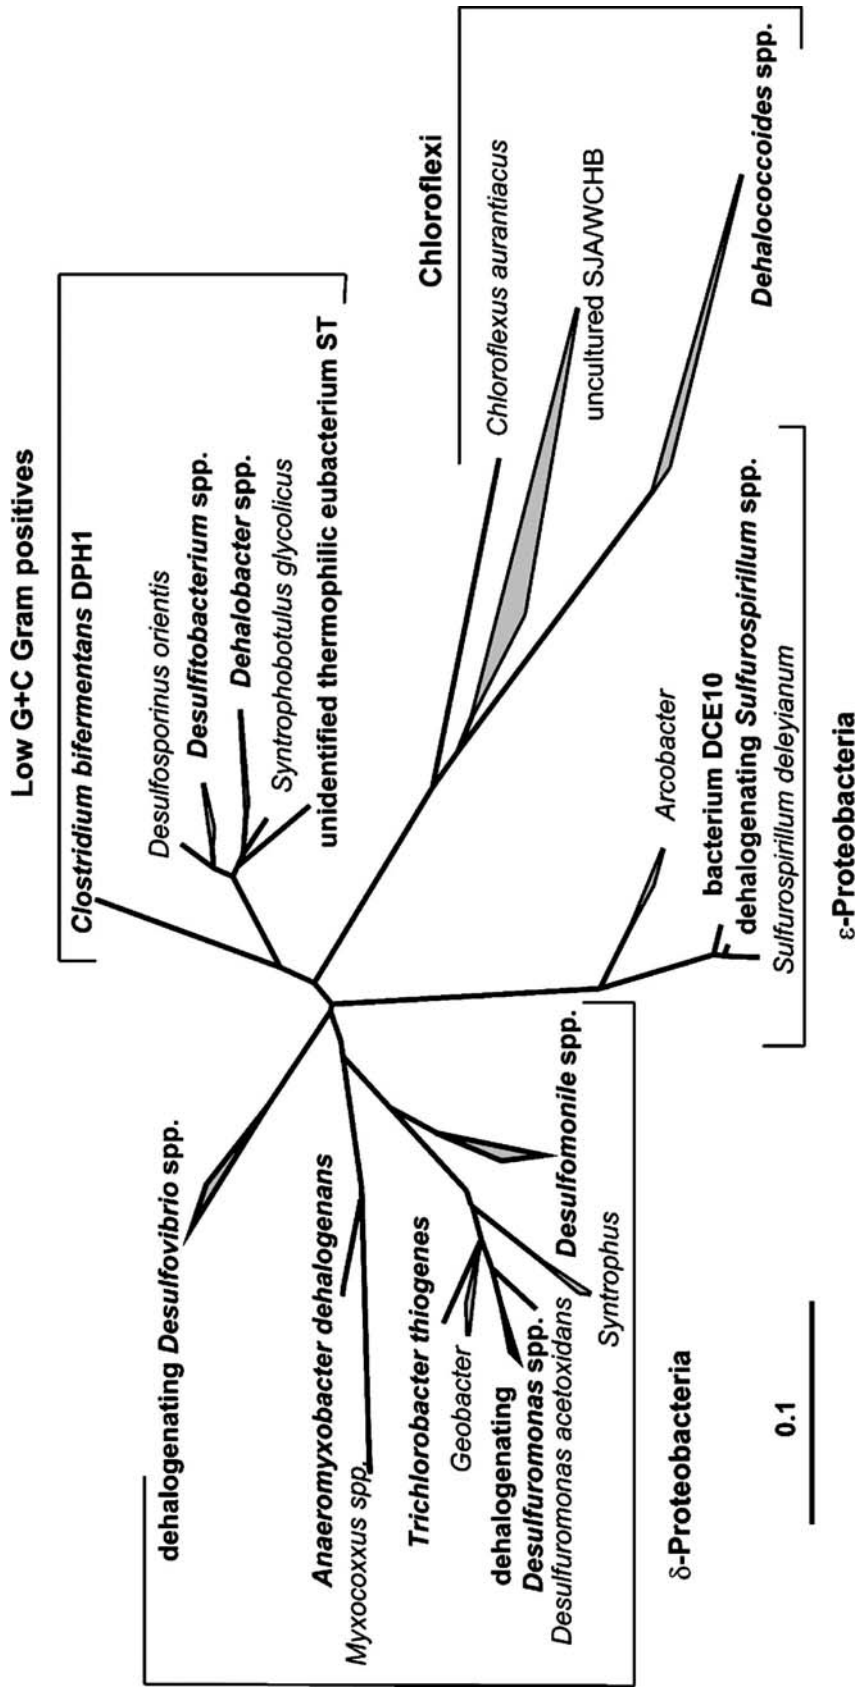 Low G+C Gram positives
Clostridium bifermentans DPH1
Desulfosporinus orientis
Desulfitobacterium spp.
Dehalobacter spp.
Syntrophobotulus glycolicus
unidentified thermophilic eubacterium ST
Chloroflexi
Chloroflexus aurantiacus
uncultured SJA/WCHB
Dehalococcoides spp.
Arcobacter
bacterium DCE10
dehalogenating Sulfurospirillum spp.
Sulfurospirillum deleyianum
ε-Proteobacteria
dehalogenating Desulfovibrio spp.
Anaeromyxobacter dehalogenans
Myxocoxxus spp.
Trichlorobacter thiogenes
Geobacter
dehalogenating
Desulfuromonas spp.
Desulfuromonas acetoxidans
Desulfomonile spp.
Syntrophus
δ-Proteobacteria
0.1